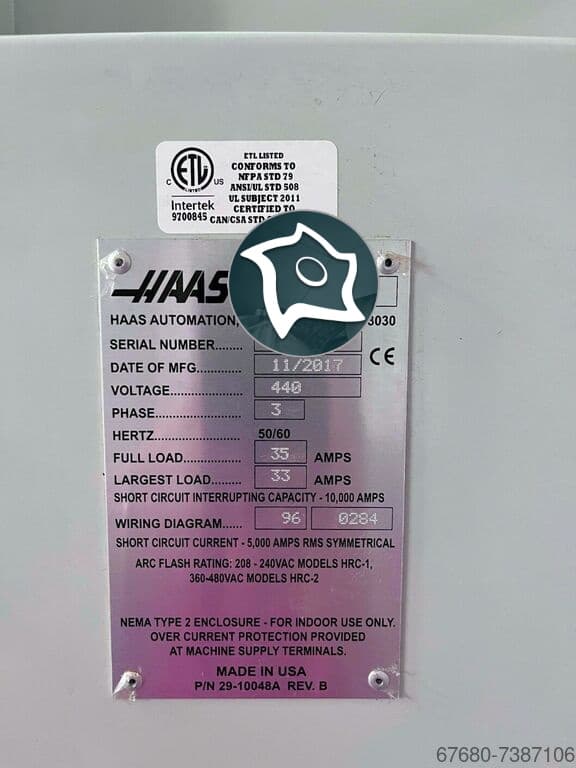 ETL LISTED
CONFORMS TO
NFPA STD 79
ANSI/UL STD 508
UL SUBJECT 2011
CERTIFIED TO
CAN/CSA STD
C ETL US
LISTED
Intertek
9700845
HAAS
HAAS AUTOMATION, 3030
SERIAL NUMBER........
DATE OF MFG........... 11/2017 CE
VOLTAGE.................... 440
PHASE........................ 3
HERTZ........................ 50/60
FULL LOAD................ 35 AMPS
LARGEST LOAD........ 33 AMPS
SHORT CIRCUIT INTERRUPTING CAPACITY - 10,000 AMPS
WIRING DIAGRAM...... 96 0284
SHORT CIRCUIT CURRENT - 5,000 AMPS RMS SYMMETRICAL
ARC FLASH RATING: 208 - 240VAC MODELS HRC-1,
360-480VAC MODELS HRC-2
NEMA TYPE 2 ENCLOSURE - FOR INDOOR USE ONLY.
OVER CURRENT PROTECTION PROVIDED
AT MACHINE SUPPLY TERMINALS.
MADE IN USA
P/N 29-10048A REV. B
67680-7387106